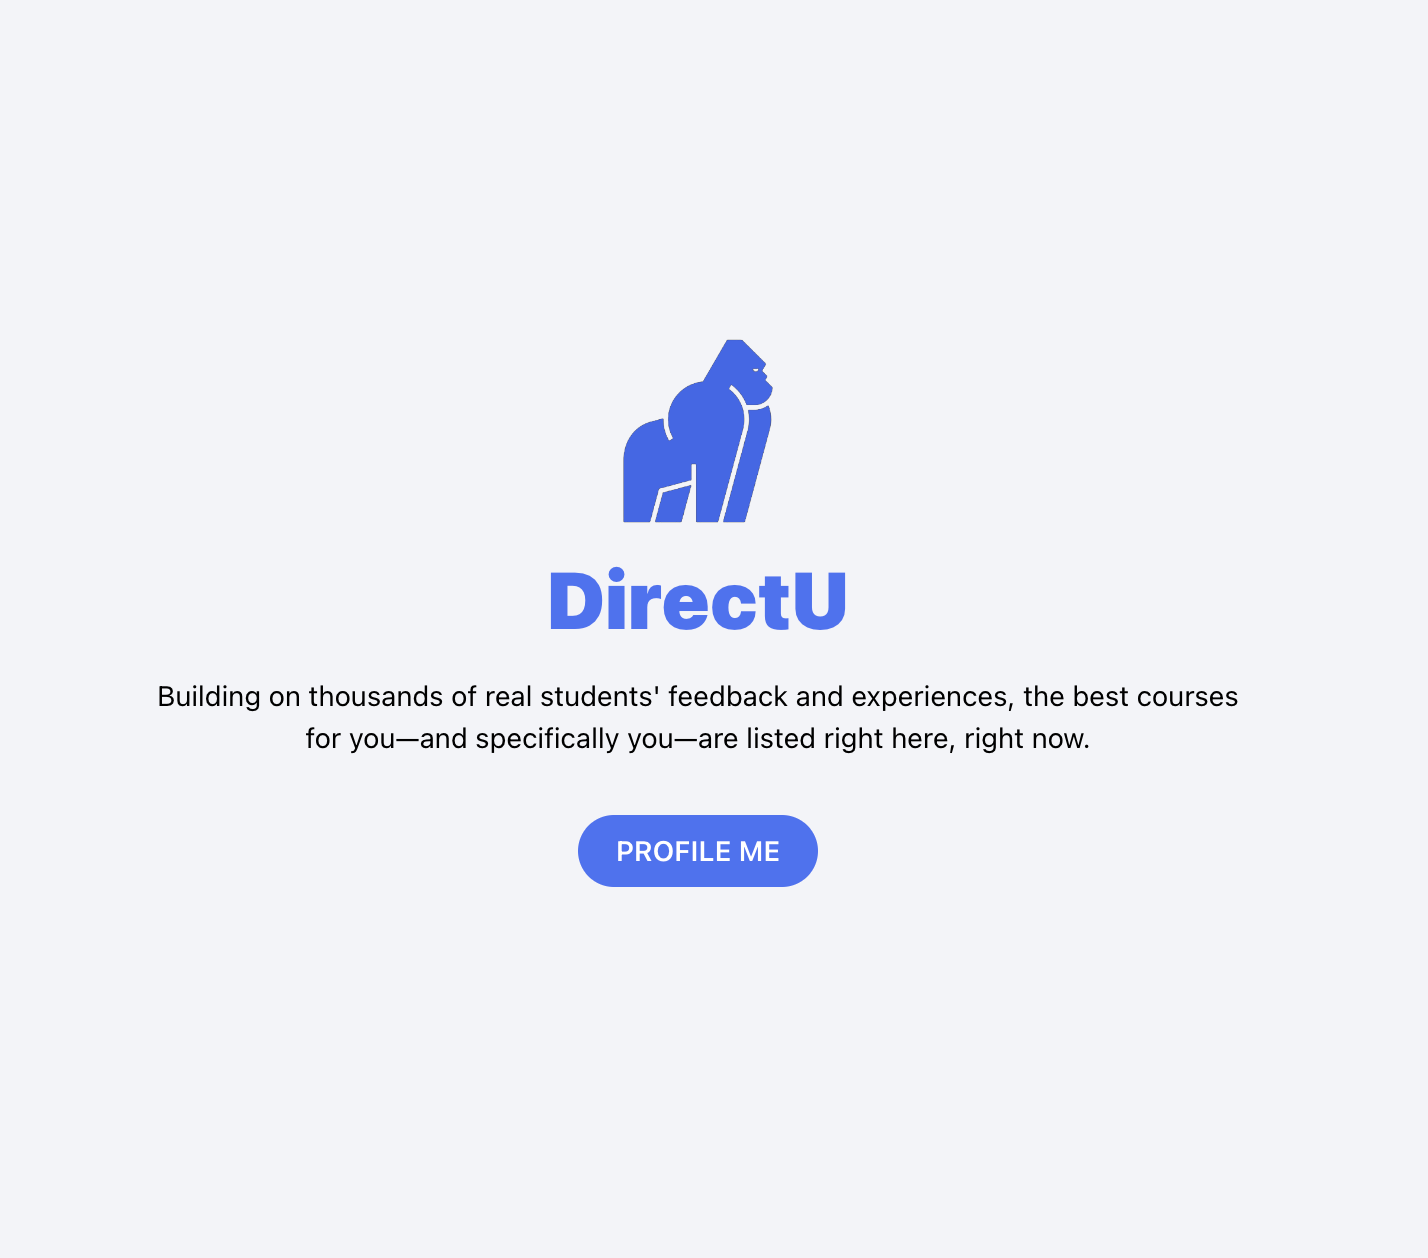 DirectU
Building on thousands of real students' feedback and experiences, the best courses
for you—and specifically you—are listed right here, right now.
PROFILE ME